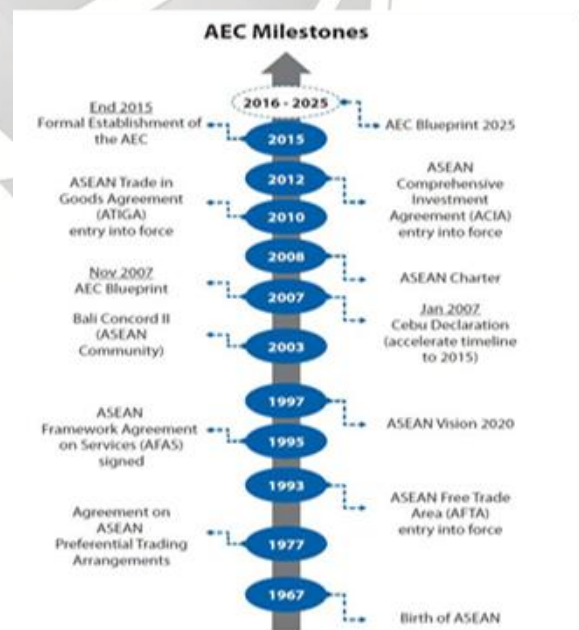 AEC Milestones
2016 - 2025
AEC Blueprint 2025
End 2015
Formal Establishment of
the AEC
2015
2012
ASEAN
Comprehensive
Investment
Agreement (ACIA)
entry into force
ASEAN Trade in
Goods Agreement
(ATIGA)
entry into force
2010
2008
ASEAN Charter
Nov 2007
AEC Blueprint
2007
Jan 2007
Cebu Declaration
(accelerate timeline
to 2015)
Bali Concord II
(ASEAN
Community)
2003
1997
ASEAN Vision 2020
ASEAN
Framework Agreement
on Services (AFAS)
signed
1995
1993
ASEAN Free Trade
Area (AFTA)
entry into force
Agreement on
ASEAN
Preferential Trading
Arrangements
1977
1967
Birth of ASEAN